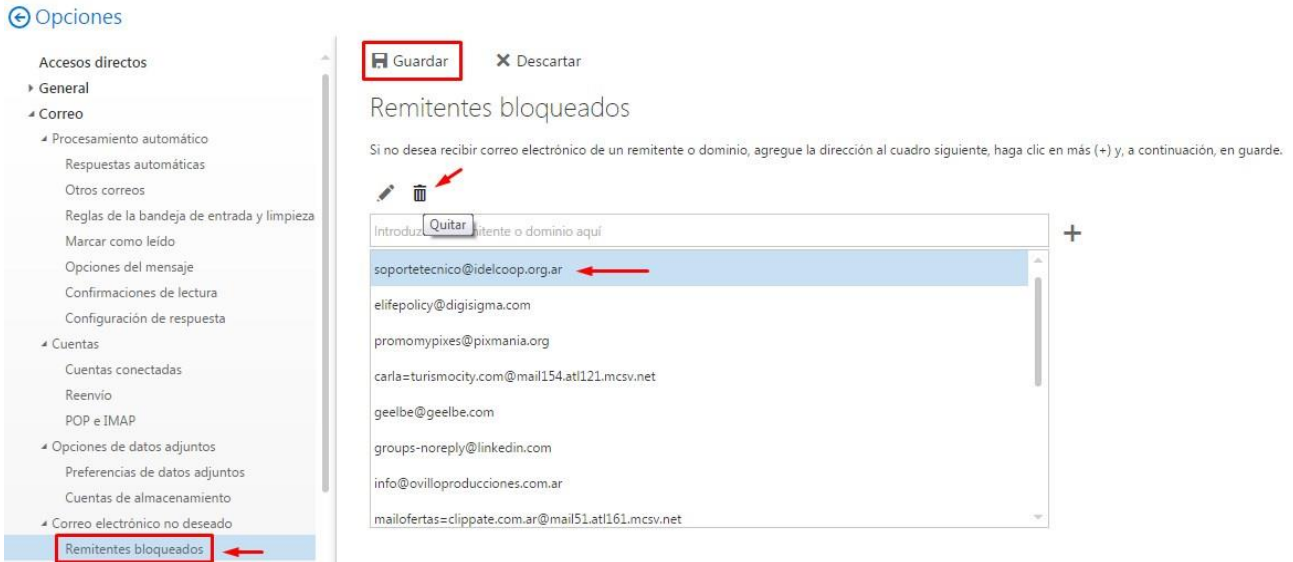 Opciones
Accesos directos
General
Correo
Procesamiento automático
Respuestas automáticas
Otros correos
Reglas de la bandeja de entrada y limpieza
Marcar como leído
Opciones del mensaje
Confirmaciones de lectura
Configuración de respuesta
Cuentas
Cuentas conectadas
Reenvío
POP e IMAP
Opciones de datos adjuntos
Preferencias de datos adjuntos
Cuentas de almacenamiento
Correo electrónico no deseado
Remitentes bloqueados
Guardar Descartar
Remitentes bloqueados
Si no desea recibir correo electrónico de un remitente o dominio, agregue la dirección al cuadro siguiente, haga clic en más (+) y, a continuación, en guarde.
Quitar
o dominio aquí
soportetecnico@idelcoop.org.ar
elifepolicy@digisigma.com
promomypixes@pixmania.org
carla=turismocity.com@mail154.atl121.mcsv.net
geelbe@geelbe.com
groups-noreply@linkedin.com
info@ovilloproducciones.com.ar
mailofertas=clippate.com.ar@mail51.atl161.mcsv.net